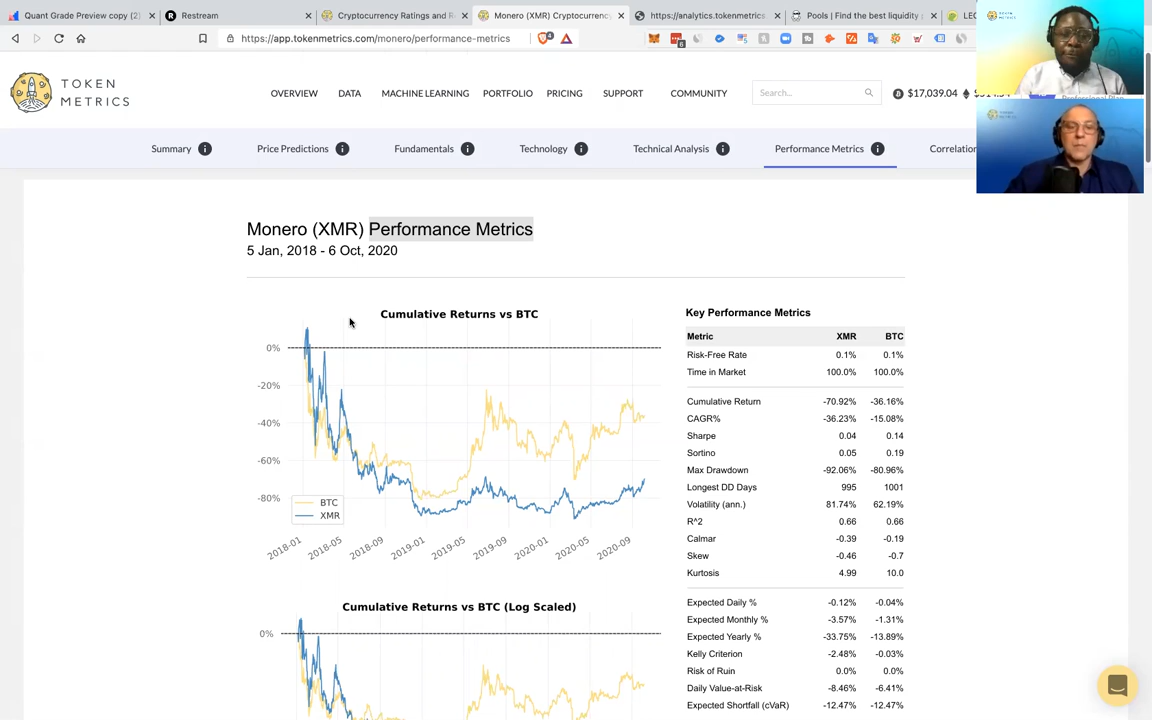 Quant Grade Preview copy (2)
Restream
Cryptocurrency Ratings and R
Monero (XMR) Cryptocurrency
https://analytics.tokenmetrics
Pools | Find the best liquidity
LEO
https://app.tokenmetrics.com/monero/performance-metrics
TOKEN
METRICS
OVERVIEW DATA MACHINE LEARNING PORTFOLIO PRICING SUPPORT COMMUNITY Search... $17,039.04
Summary Price Predictions Fundamentals Technology Technical Analysis Performance Metrics Correlation
Monero (XMR) Performance Metrics
5 Jan, 2018 - 6 Oct, 2020
Cumulative Returns vs BTC
0%
-20%
-40%
-60%
-80%
BTC
XMR
2018-01 2018-05 2018-09 2019-01 2019-05 2019-09 2020-01 2020-05 2020-09
Cumulative Returns vs BTC (Log Scaled)
0%
Key Performance Metrics
Metric XMR BTC
Risk-Free Rate 0.1% 0.1%
Time in Market 100.0% 100.0%
Cumulative Return -70.92% -36.16%
CAGR% -36.23% -15.08%
Sharpe 0.04 0.14
Sortino 0.05 0.19
Max Drawdown -92.06% -80.96%
Longest DD Days 995 1001
Volatility (ann.) 81.74% 62.19%
R^2 0.66 0.66
Calmar -0.39 -0.19
Skew -0.46 -0.7
Kurtosis 4.99 10.0
Expected Daily % -0.12% -0.04%
Expected Monthly % -3.57% -1.31%
Expected Yearly % -33.75% -13.89%
Kelly Criterion -2.48% -0.03%
Risk of Ruin 0.0% 0.0%
Daily Value-at-Risk -8.46% -6.41%
Expected Shortfall (cVaR) -12.47% -12.47%